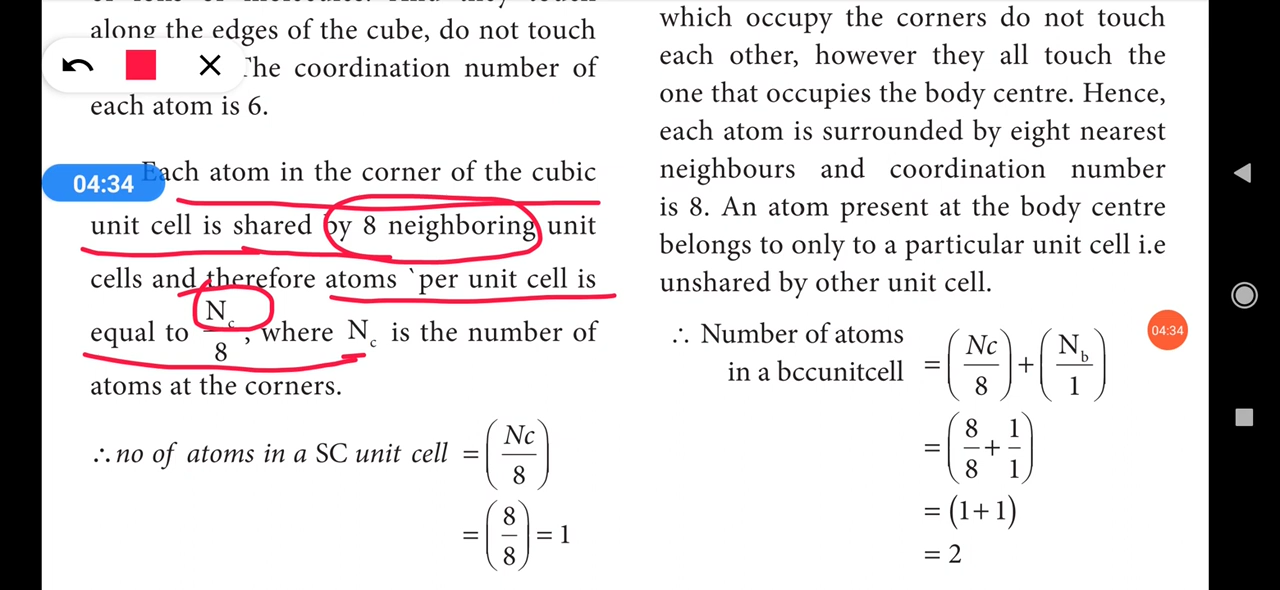 along the edges of the cube, do not touch
The coordination number of
each atom is 6.
04:34
Each atom in the corner of the cubic
unit cell is shared by 8 neighboring unit
cells and therefore atoms `per unit cell is
equal to N_c/8, where N_c is the number of
atoms at the corners.
∴no of atoms in a SC unit cell = (Nc/8)
= (8/8) = 1
which occupy the corners do not touch
each other, however they all touch the
one that occupies the body centre. Hence,
each atom is surrounded by eight nearest
neighbours and coordination number
is 8. An atom present at the body centre
belongs to only to a particular unit cell i.e
unshared by other unit cell.
∴ Number of atoms
in a bccunitcell = (Nc/8) + (N_b/1)
= (8/8 + 1/1)
= (1+1)
= 2
04:34